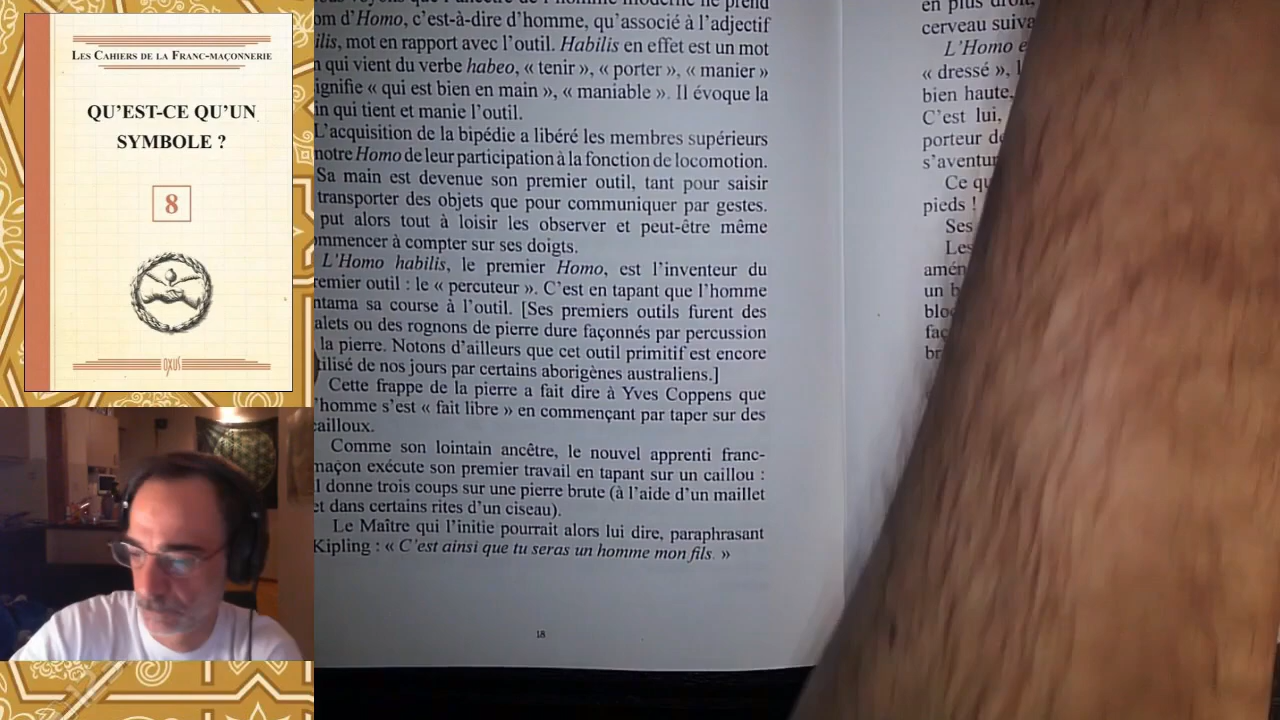 LES CAHIERS DE LA FRANC-MAÇONNERIE
QU'EST-CE QU'UN
SYMBOLE ?
8
OXUS
om d'Homo, c'est-à-dire d'homme, qu'associé à l'adjectif
ilis, mot en rapport avec l'outil. Habilis en effet est un mot
qui vient du verbe habeo, « tenir », « porter », « manier »
ignifie « qui est bien en main », « maniable ». Il évoque la
in qui tient et manie l'outil.
L'acquisition de la bipédie a libéré les membres supérieurs
notre Homo de leur participation à la fonction de locomotion.
Sa main est devenue son premier outil, tant pour saisir
transporter des objets que pour communiquer par gestes.
put alors tout à loisir les observer et peut-être même
mmencer à compter sur ses doigts.
L'Homo habilis, le premier Homo, est l'inventeur du
remier outil : le « percuteur ». C'est en tapant que l'homme
ntama sa course à l'outil. [Ses premiers outils furent des
alets ou des rognons de pierre dure façonnés par percussion
la pierre. Notons d'ailleurs que cet outil primitif est encore
tilisé de nos jours par certains aborigènes australiens.]
Cette frappe de la pierre a fait dire à Yves Coppens que
l'homme s'est « fait libre » en commençant par taper sur des
cailloux.
Comme son lointain ancêtre, le nouvel apprenti franc-
maçon exécute son premier travail en tapant sur un caillou :
l donne trois coups sur une pierre brute (à l'aide d'un maillet
et dans certains rites d'un ciseau).
Le Maître qui l'initie pourrait alors lui dire, paraphrasant
Kipling : « C'est ainsi que tu seras un homme mon fils. »
18
en plus droit,
cerveau suiva
L'Homo e
« dressé », l
bien haute,
C'est lui,
porteur de
s'aventur
Ce qu
pieds !
Ses
Les
amén
un b
blo
faç
br